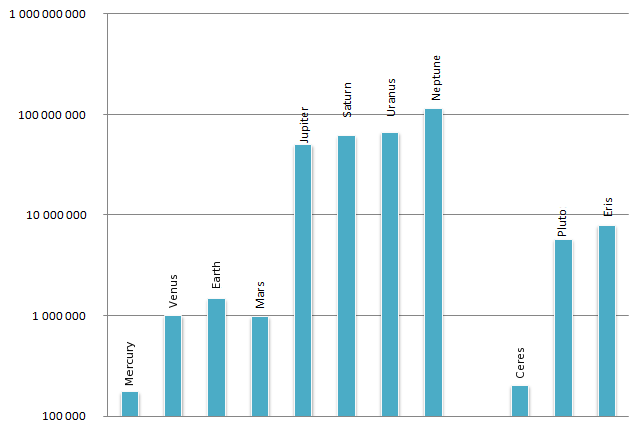 1 000 000 000
100 000 000
10 000 000
1 000 000
100 000
Mercury
Venus
Earth
Mars
Jupiter
Saturn
Uranus
Neptune
Ceres
Pluto
Eris